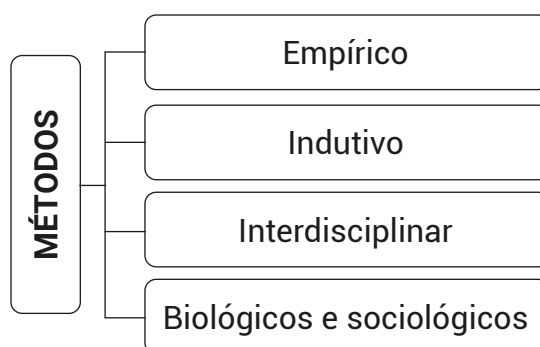 MÉTODOS
Empírico
Indutivo
Interdisciplinar
Biológicos e sociológicos